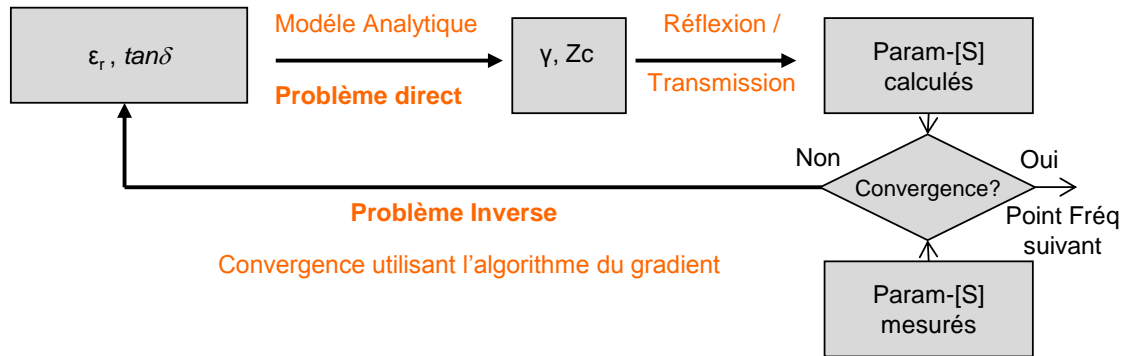 εr , tanδ
Modéle Analytique
Problème direct
γ, Zc
Réflexion /
Transmission
Param-[S]
calculés
Non
Convergence?
Oui
Point Fréq
suivant
Problème Inverse
Convergence utilisant l’algorithme du gradient
Param-[S]
mesurés